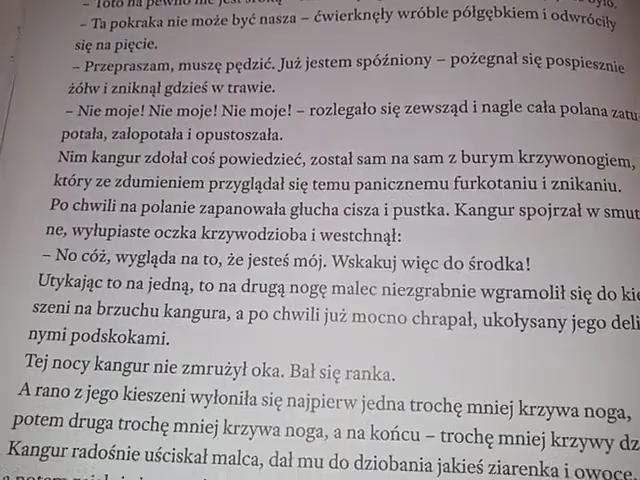 – Ta pokraka nie może być nasza – ćwierknęły wróble półgębkiem i odwróciły
się na pięcie.
– Przepraszam, muszę pędzić. Już jestem spóźniony – pożegnał się pospiesznie
żółw i zniknął gdzieś w trawie.
– Nie moje! Nie moje! Nie moje! – rozlegało się zewsząd i nagle cała polana zatu-
potała, załopotała i opustoszała.
Nim kangur zdołał coś powiedzieć, został sam na sam z burym krzywonogiem,
który ze zdumieniem przyglądał się temu panicznemu furkotaniu i znikaniu.
Po chwili na polanie zapanowała głucha cisza i pustka. Kangur spojrzał w smut
ne, wyłupiaste oczka krzywodzioba i westchnął:
– No cóż, wygląda na to, że jesteś mój. Wskakuj więc do środka!
Utykając to na jedną, to na drugą nogę malec niezgrabnie wgramolił się do kie
szeni na brzuchu kangura, a po chwili już mocno chrapał, ukołysany jego deli
nymi podskokami.
Tej nocy kangur nie zmrużył oka. Bał się ranka.
A rano z jego kieszeni wyłoniła się najpierw jedna trochę mniej krzywa noga,
potem druga trochę mniej krzywa noga, a na końcu – trochę mniej krzywy dz
Kangur radośnie uściskał malca, dał mu do dziobania jakieś ziarenka i owoce,